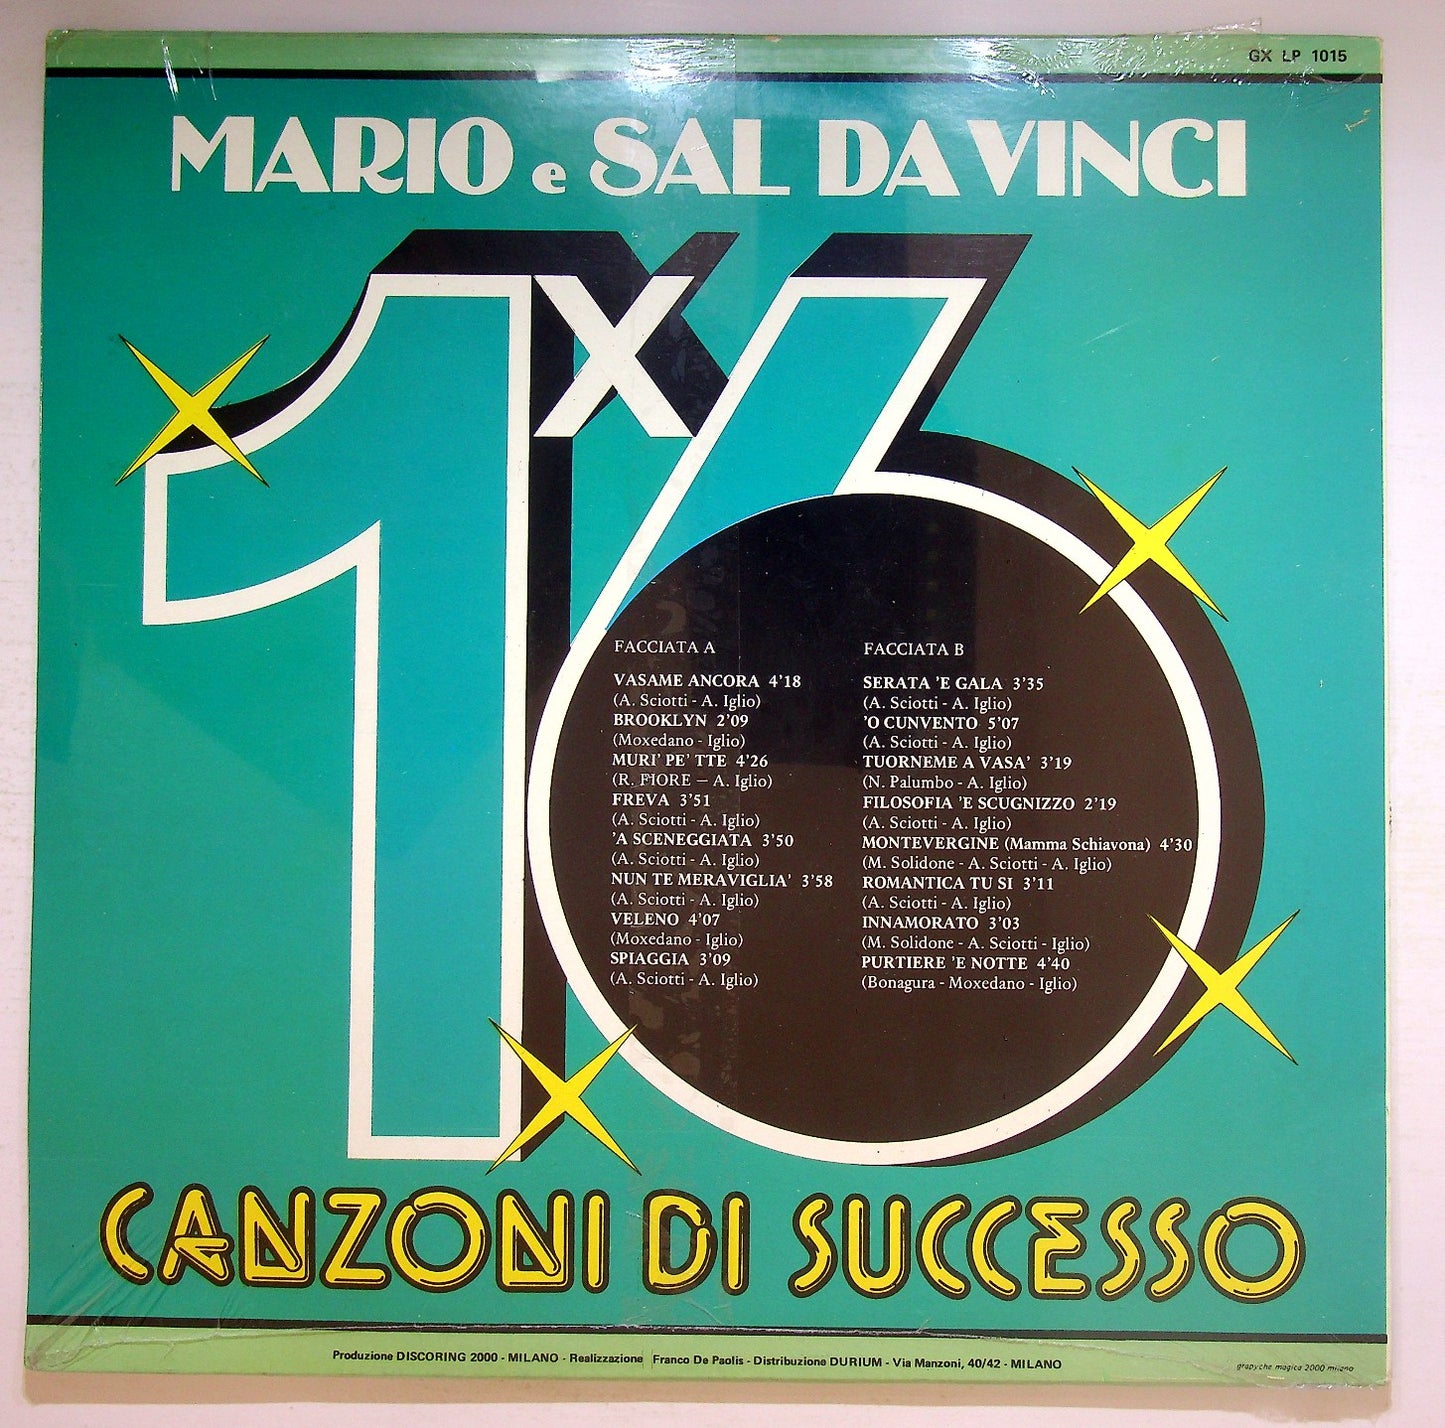 GX LP 1015
MARIO e SAL DA VINCI
1x6
FACCIATA A
VASAME ANCORA 4'18
(A. Sciotti - A. Iglio)
BROOKLYN 2'09
(Moxedano - Iglio)
MURI' PE' TTE 4'26
(R. FIORE – A. Iglio)
FREVA 3'51
(A. Sciotti - A. Iglio)
'A SCENEGGIATA 3'50
(A. Sciotti - A. Iglio)
NUN TE MERAVIGLIA' 3'58
(A. Sciotti - A. Iglio)
VELENO 4'07
(Moxedano - Iglio)
SPIAGGIA 3'09
(A. Sciotti - A. Iglio)
FACCIATA B
SERATA 'E GALA 3'35
(A. Sciotti - A. Iglio)
'O CUNVENTO 5'07
(A. Sciotti - A. Iglio)
TUORNEME A VASA' 3'19
(N. Palumbo - A. Iglio)
FILOSOFIA 'E SCUGNIZZO 2'19
(A. Sciotti - A. Iglio)
MONTEVERGINE (Mamma Schiavona) 4'30
(M. Solidone - A. Sciotti - A. Iglio)
ROMANTICA TU SI 3'11
(A. Sciotti - A. Iglio)
INNAMORATO 3'03
(M. Solidone - A. Sciotti - Iglio)
PURTIERE 'E NOTTE 4'40
(Bonagura - Moxedano - Iglio)
CANZONI DI SUCCESSO
Produzione DISCORING 2000 - MILANO - Realizzazione Franco De Paolis - Distribuzione DURIUM - Via Manzoni, 40/42 - MILANO
grapyche magica 2000 milano